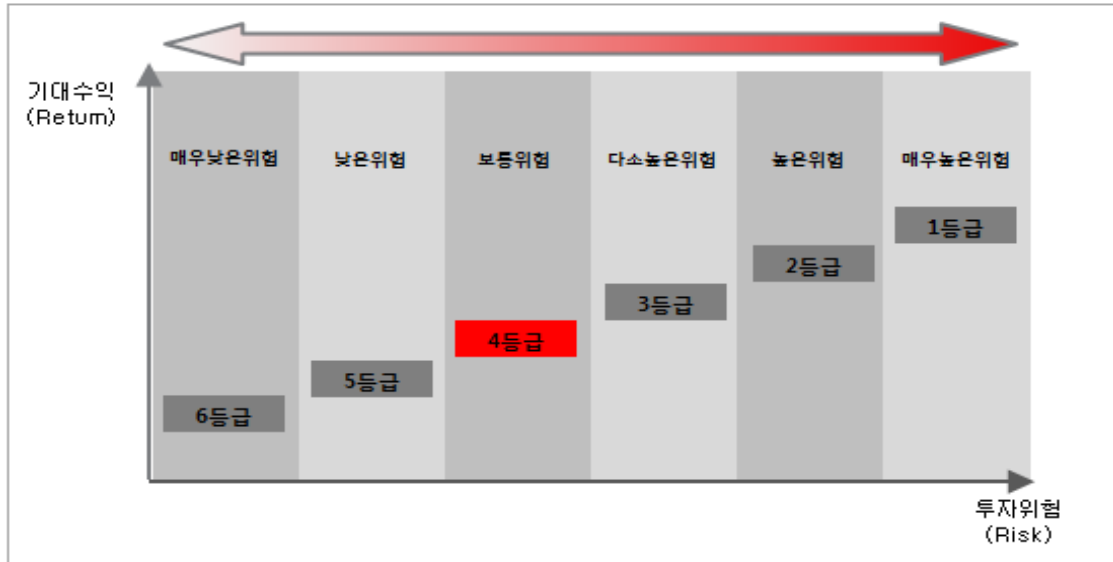 기대수익
(Return)
매우낮은위험 낮은위험 보통위험 다소높은위험 높은위험 매우높은위험
1등급
2등급
3등급
4등급
5등급
6등급
투자위험
(Risk)